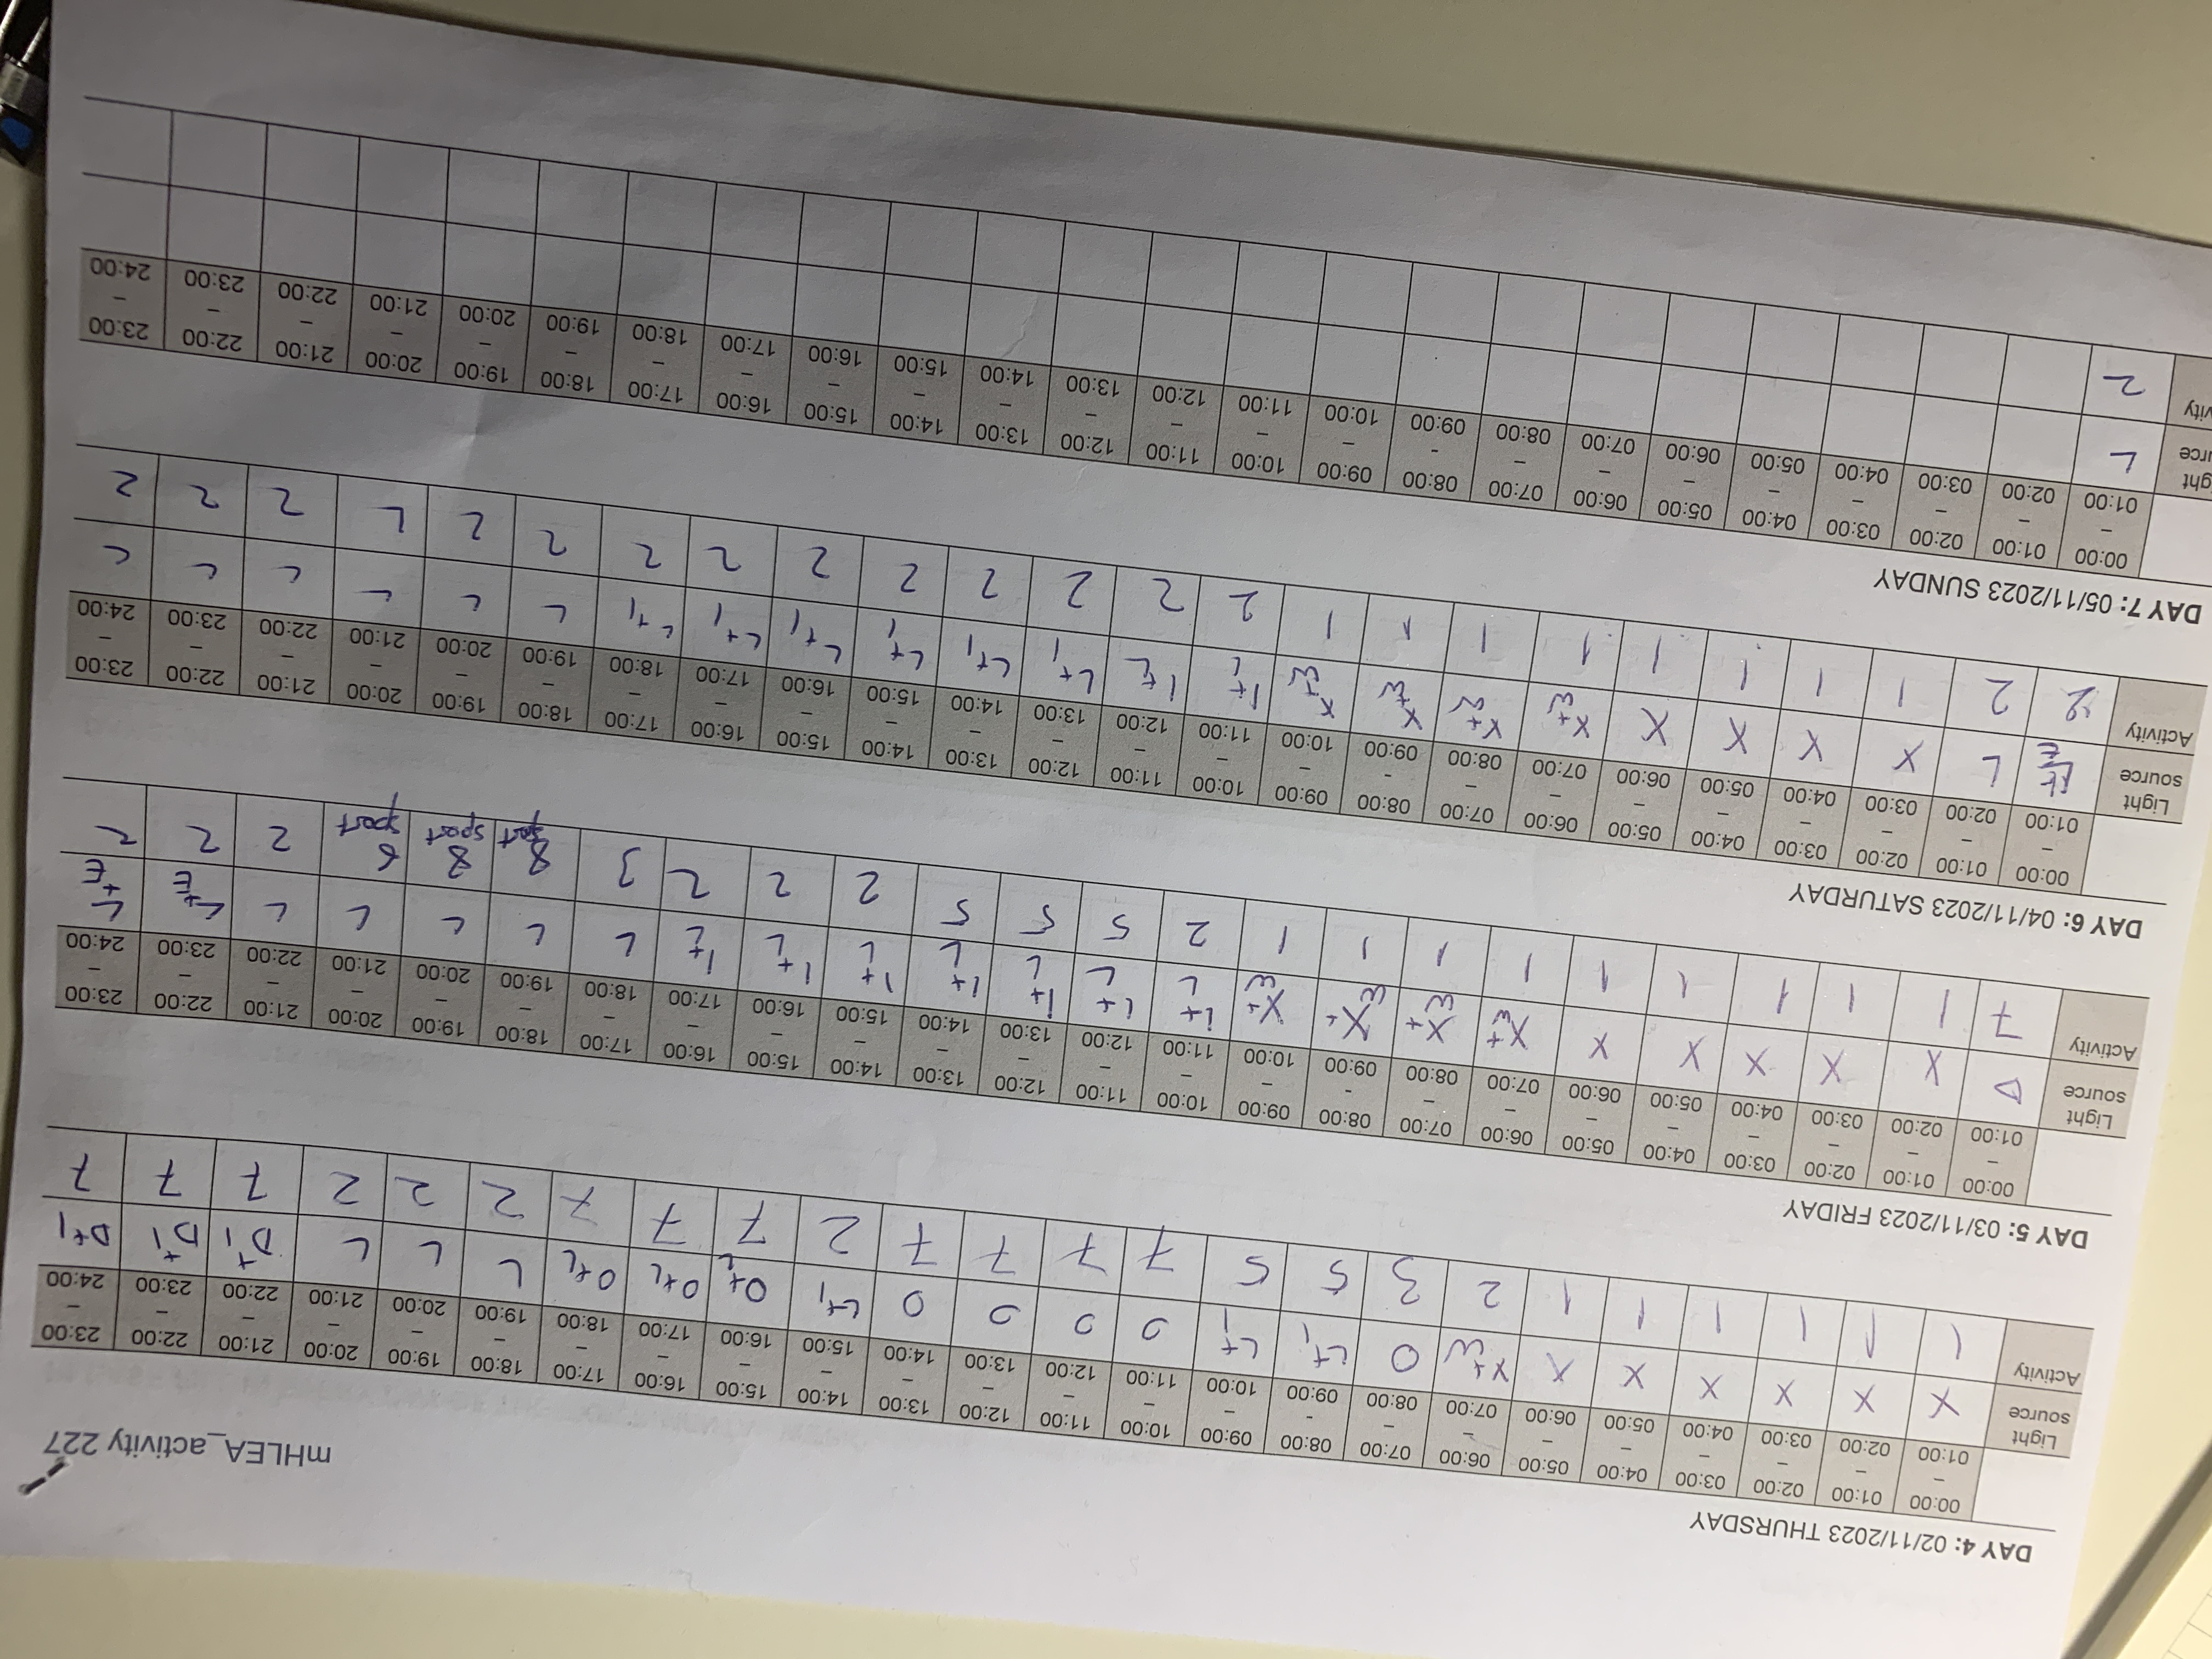 mHLEA_activity 227
DAY 4: 02/11/2023 THURSDAY
00:00 – 01:00 01:00 – 02:00 02:00 – 03:00 03:00 – 04:00 04:00 – 05:00 05:00 – 06:00 06:00 – 07:00 07:00 – 08:00 08:00 – 09:00 09:00 – 10:00 10:00 – 11:00 11:00 – 12:00 12:00 – 13:00 13:00 – 14:00 14:00 – 15:00 15:00 – 16:00 16:00 – 17:00 17:00 – 18:00 18:00 – 19:00 19:00 – 20:00 20:00 – 21:00 21:00 – 22:00 22:00 – 23:00 23:00 – 24:00
Light source X X X X X X X+W O L+I L+I O O O O L+I O+L O+L O+L L L L D+I D+I D+I
Activity 1 1 1 1 1 1 2 3 5 5 7 7 7 7 2 7 7 7 2 2 2 7 7 7
DAY 5: 03/11/2023 FRIDAY
00:00 – 01:00 01:00 – 02:00 02:00 – 03:00 03:00 – 04:00 04:00 – 05:00 05:00 – 06:00 06:00 – 07:00 07:00 – 08:00 08:00 – 09:00 09:00 – 10:00 10:00 – 11:00 11:00 – 12:00 12:00 – 13:00 13:00 – 14:00 14:00 – 15:00 15:00 – 16:00 16:00 – 17:00 17:00 – 18:00 18:00 – 19:00 19:00 – 20:00 20:00 – 21:00 21:00 – 22:00 22:00 – 23:00 23:00 – 24:00
Light source D X X X X X X+W X+W X+W X+W I+L I+L I+L I+L I+L I+L I+L L L L L L L+E L+E
Activity 7 1 1 1 1 1 1 1 1 1 2 5 5 5 2 2 2 3 8 sport 8 sport 6 sport 2 2 2
DAY 6: 04/11/2023 SATURDAY
00:00 – 01:00 01:00 – 02:00 02:00 – 03:00 03:00 – 04:00 04:00 – 05:00 05:00 – 06:00 06:00 – 07:00 07:00 – 08:00 08:00 – 09:00 09:00 – 10:00 10:00 – 11:00 11:00 – 12:00 12:00 – 13:00 13:00 – 14:00 14:00 – 15:00 15:00 – 16:00 16:00 – 17:00 17:00 – 18:00 18:00 – 19:00 19:00 – 20:00 20:00 – 21:00 21:00 – 22:00 22:00 – 23:00 23:00 – 24:00
Light source L+E L X X X X X+W X+W X+W X+W I+L I+L L+I L+I L+I L+I L+I L+I L L L L L L
Activity 2 2 1 1 1 1 1 1 1 1 2 2 2 2 2 2 2 2 2 2 L 2 2 2
DAY 7: 05/11/2023 SUNDAY
00:00 – 01:00 01:00 – 02:00 02:00 – 03:00 03:00 – 04:00 04:00 – 05:00 05:00 – 06:00 06:00 – 07:00 07:00 – 08:00 08:00 – 09:00 09:00 – 10:00 10:00 – 11:00 11:00 – 12:00 12:00 – 13:00 13:00 – 14:00 14:00 – 15:00 15:00 – 16:00 16:00 – 17:00 17:00 – 18:00 18:00 – 19:00 19:00 – 20:00 20:00 – 21:00 21:00 – 22:00 22:00 – 23:00 23:00 – 24:00
ght urce L
vity 2